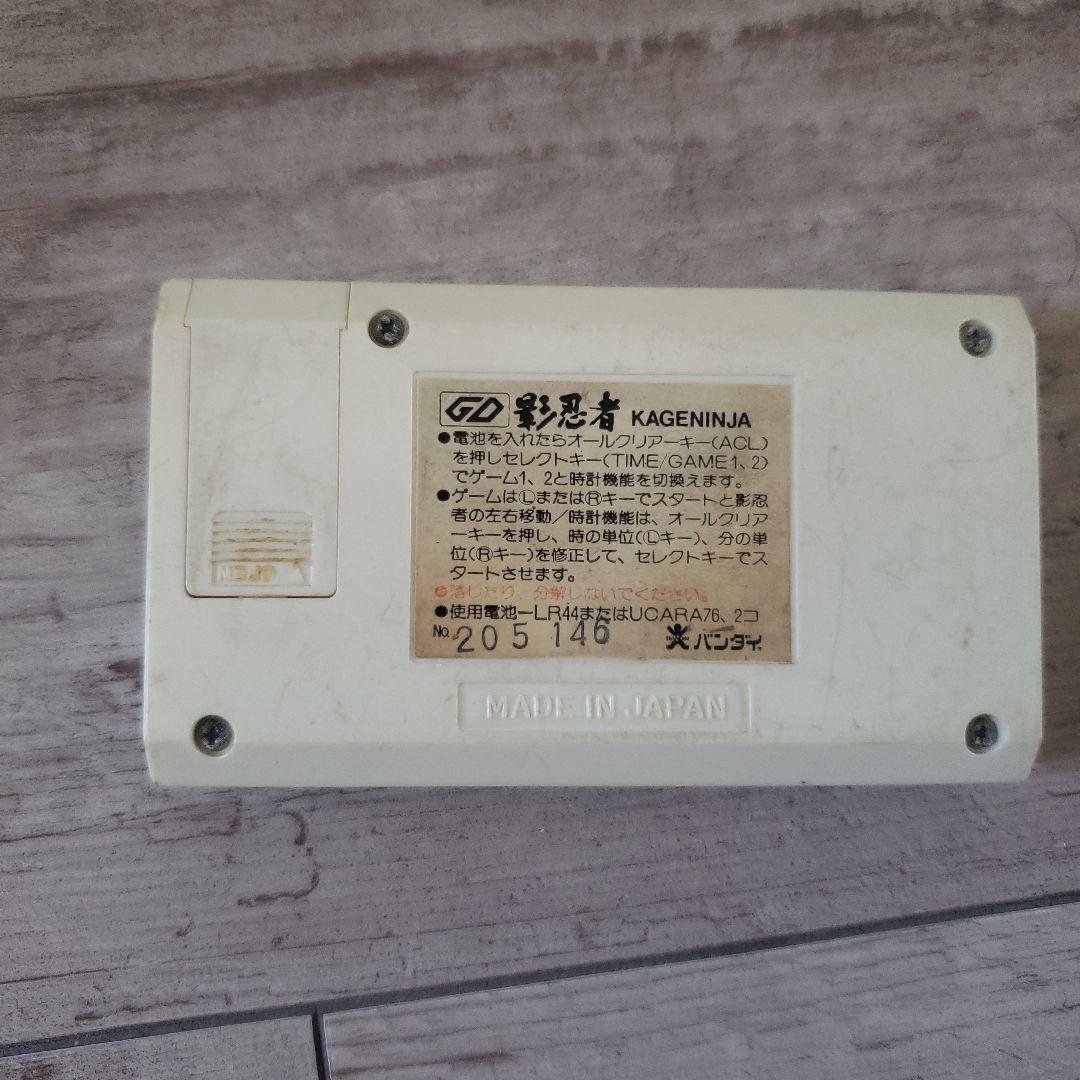 GD 影忍者 KAGENINJA
●電池を入れたらオールクリアーキー(ACL)
を押しセレクトキー(TIME/GAME1、2)
でゲーム1、2と時計機能を切換えます。
●ゲームはⓁまたはⓇキーでスタートと影忍
者の左右移動/時計機能は、オールクリア
ーキーを押し、時の単位(Ⓛキー)、分の単
位(Ⓡキー)を修正して、セレクトキーでス
タートさせます。
●落したり、分解しないでください。
●使用電池-LR44またはUCARA76、2コ
No. 205 146 バンダイ
MADE IN JAPAN
OPEN